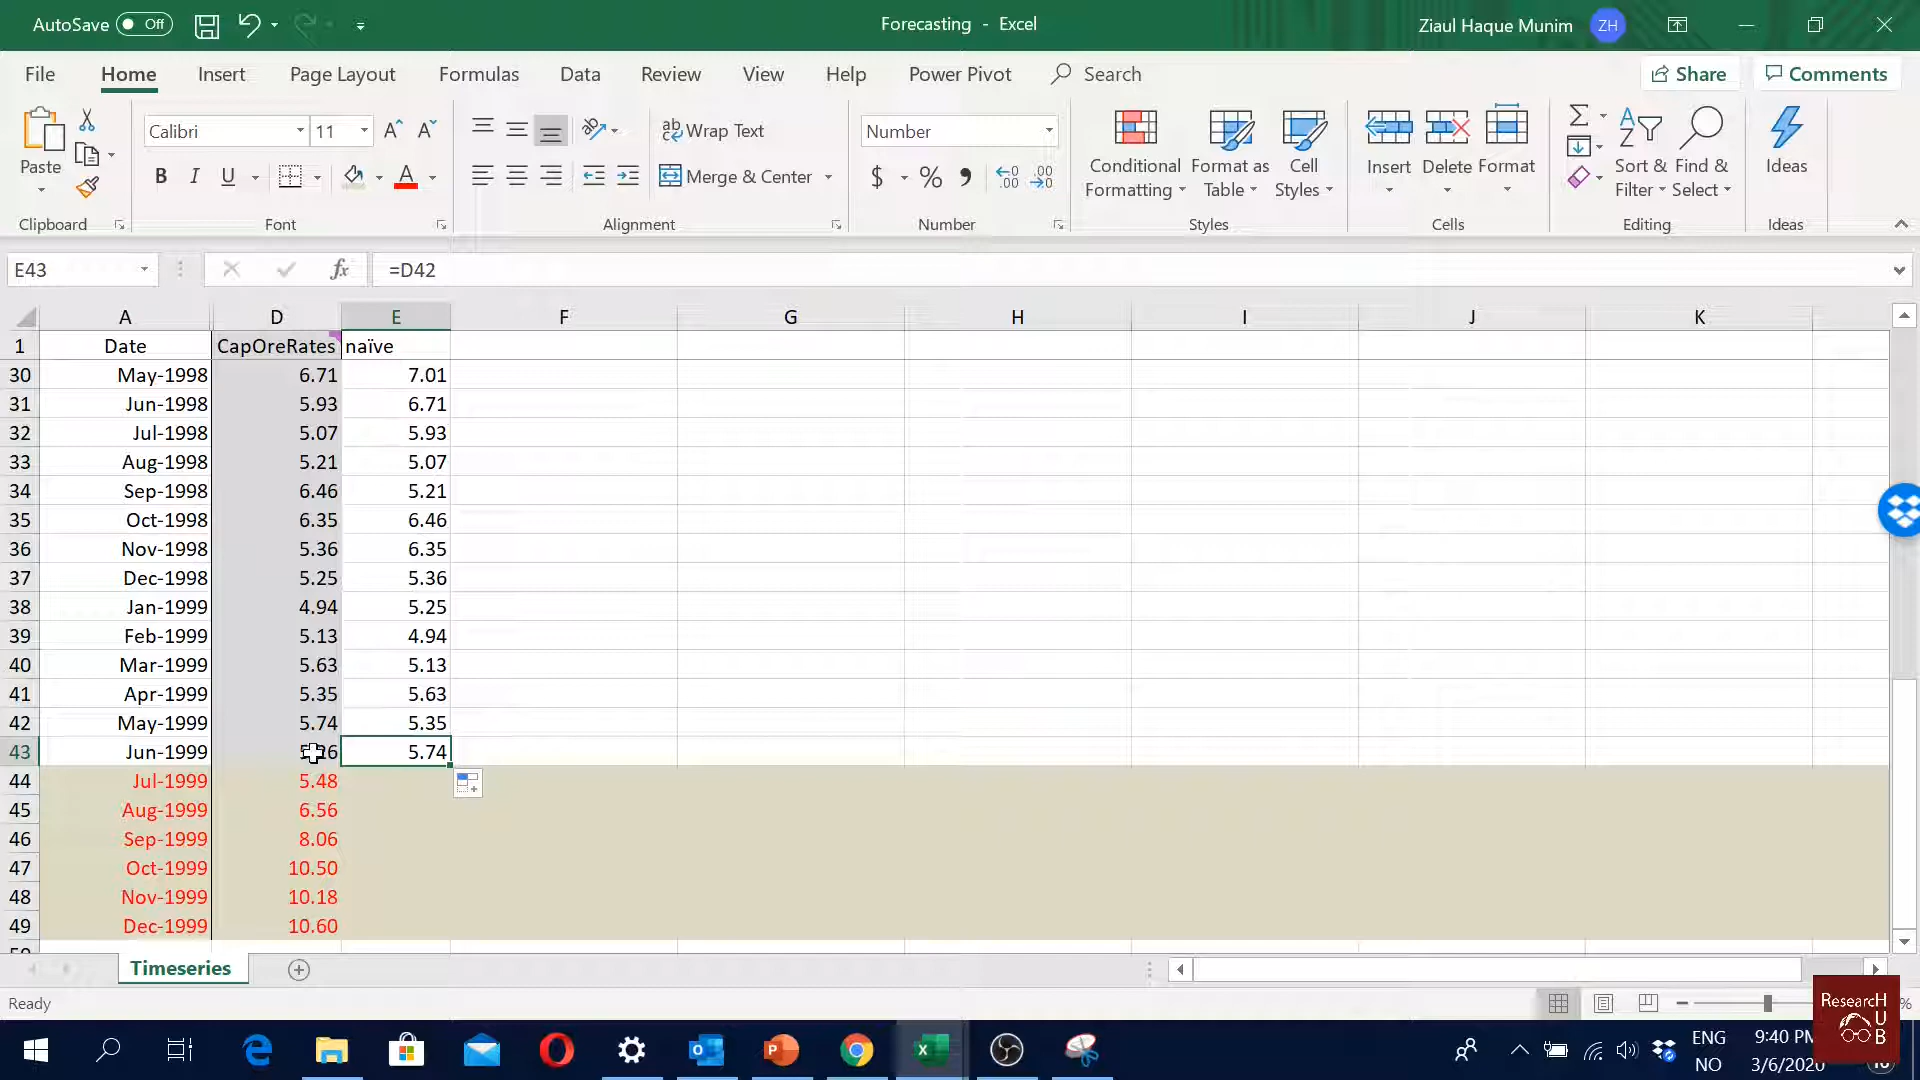 AutoSave Off
Forecasting - Excel
Ziaul Haque Munim ZH
File Home Insert Page Layout Formulas Data Review View Help Power Pivot Search Share Comments
Paste
Clipboard
Calibri 11
B I U
Font
ab Wrap Text
Merge & Center
Alignment
Number
$ % 9
Number
Conditional Formatting
Format as Table
Cell Styles
Styles
Insert Delete Format
Cells
Sort & Filter
Find & Select
Editing
Ideas
Ideas
E43 fx =D42
A D E F G H I J K
1 Date CapOreRates naïve
30 May-1998 6.71 7.01
31 Jun-1998 5.93 6.71
32 Jul-1998 5.07 5.93
33 Aug-1998 5.21 5.07
34 Sep-1998 6.46 5.21
35 Oct-1998 6.35 6.46
36 Nov-1998 5.36 6.35
37 Dec-1998 5.25 5.36
38 Jan-1999 4.94 5.25
39 Feb-1999 5.13 4.94
40 Mar-1999 5.63 5.13
41 Apr-1999 5.35 5.63
42 May-1999 5.74 5.35
43 Jun-1999 5.74
44 Jul-1999 5.48
45 Aug-1999 6.56
46 Sep-1999 8.06
47 Oct-1999 10.50
48 Nov-1999 10.18
49 Dec-1999 10.60
Timeseries
Ready
ResearcH
U
B
ENG
NO
9:40 PM
3/6/2020